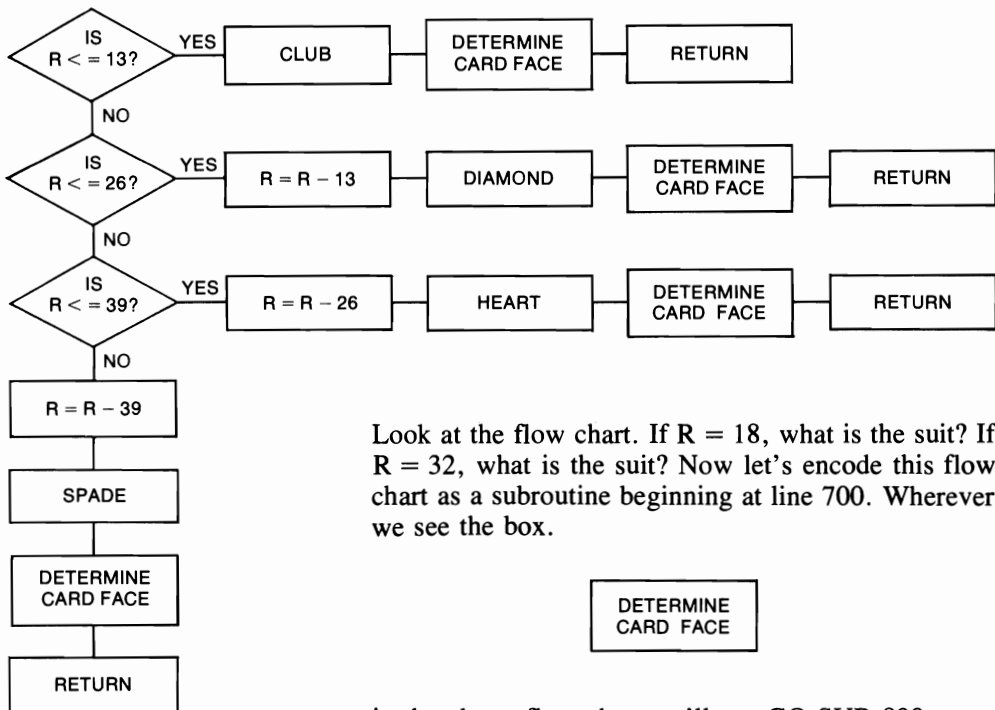 IS
R < = 13?
YES
CLUB
DETERMINE
CARD FACE
RETURN
NO
IS
R < = 26?
YES
R = R − 13
DIAMOND
DETERMINE
CARD FACE
RETURN
NO
IS
R < = 39?
YES
R = R − 26
HEART
DETERMINE
CARD FACE
RETURN
NO
R = R − 39
SPADE
DETERMINE
CARD FACE
RETURN
Look at the flow chart. If R = 18, what is the suit? If
R = 32, what is the suit? Now let's encode this flow
chart as a subroutine beginning at line 700. Wherever
we see the box.
DETERMINE
CARD FACE